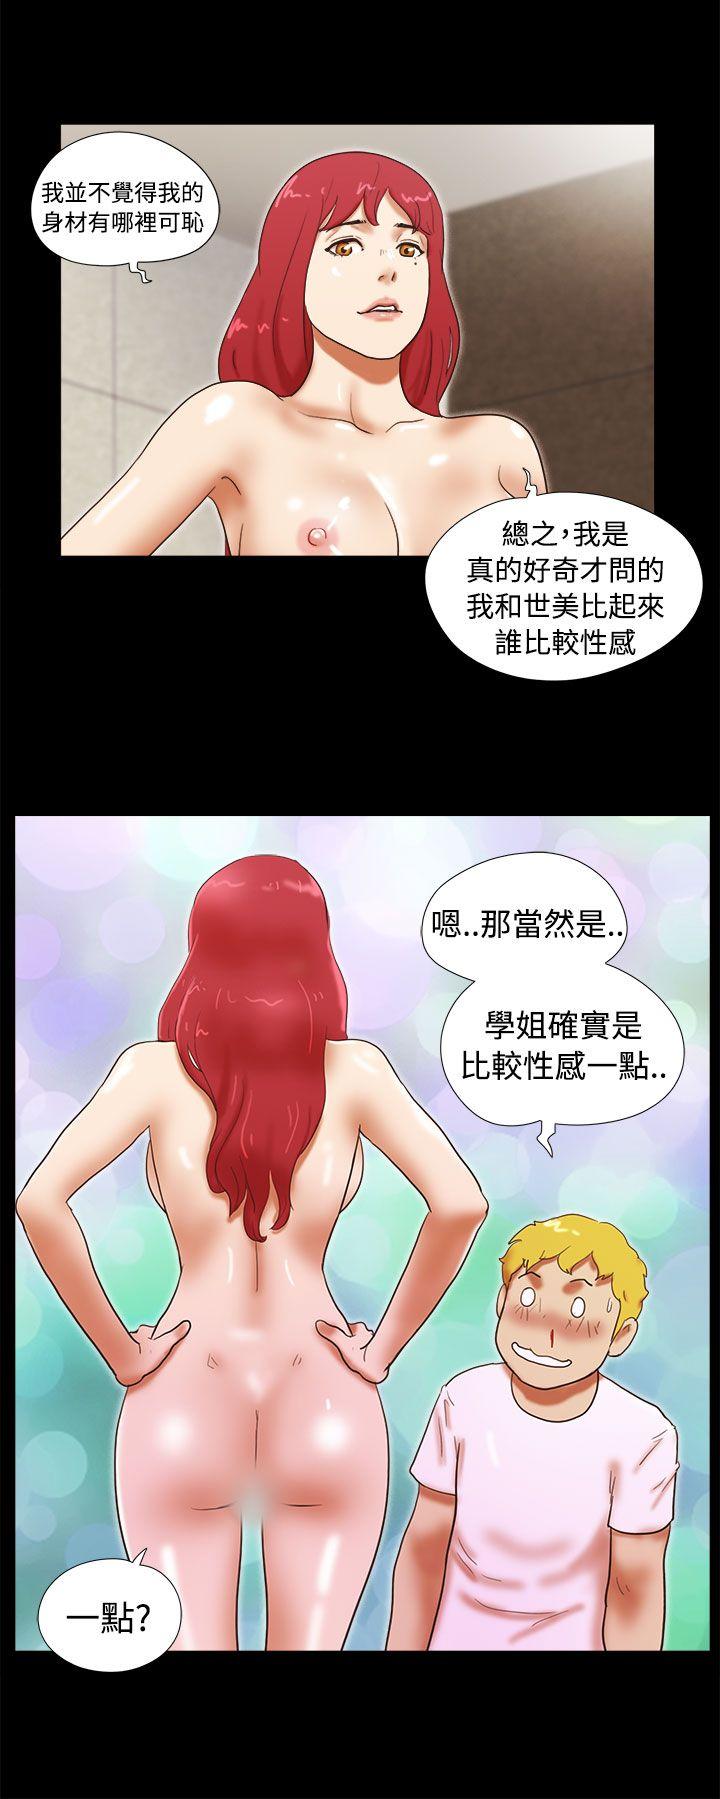 我並不覺得我的
身材有哪裡可恥
總之，我是
真的好奇才問的
我和世美比起來
誰比較性感
嗯..那當然是..
學姐確實是
比較性感一點..
一點?